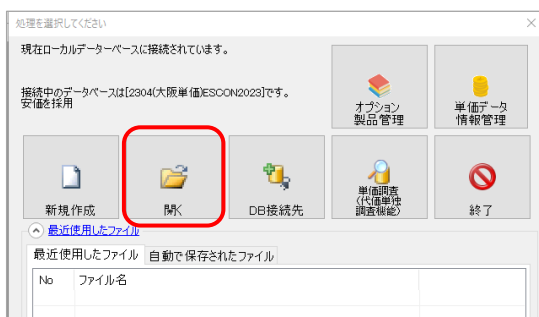 処理を選択してください
現在ローカルデーターベースに接続されています。
接続中のデータベースは[2304(大阪単価)ESCON2023]です。
安価を採用
オプション
製品管理
単価データ
情報管理
新規作成
開く
DB接続先
単価調査
(代価単独
調査機能)
終了
最近使用したファイル
最近使用したファイル 自動で保存されたファイル
No ファイル名